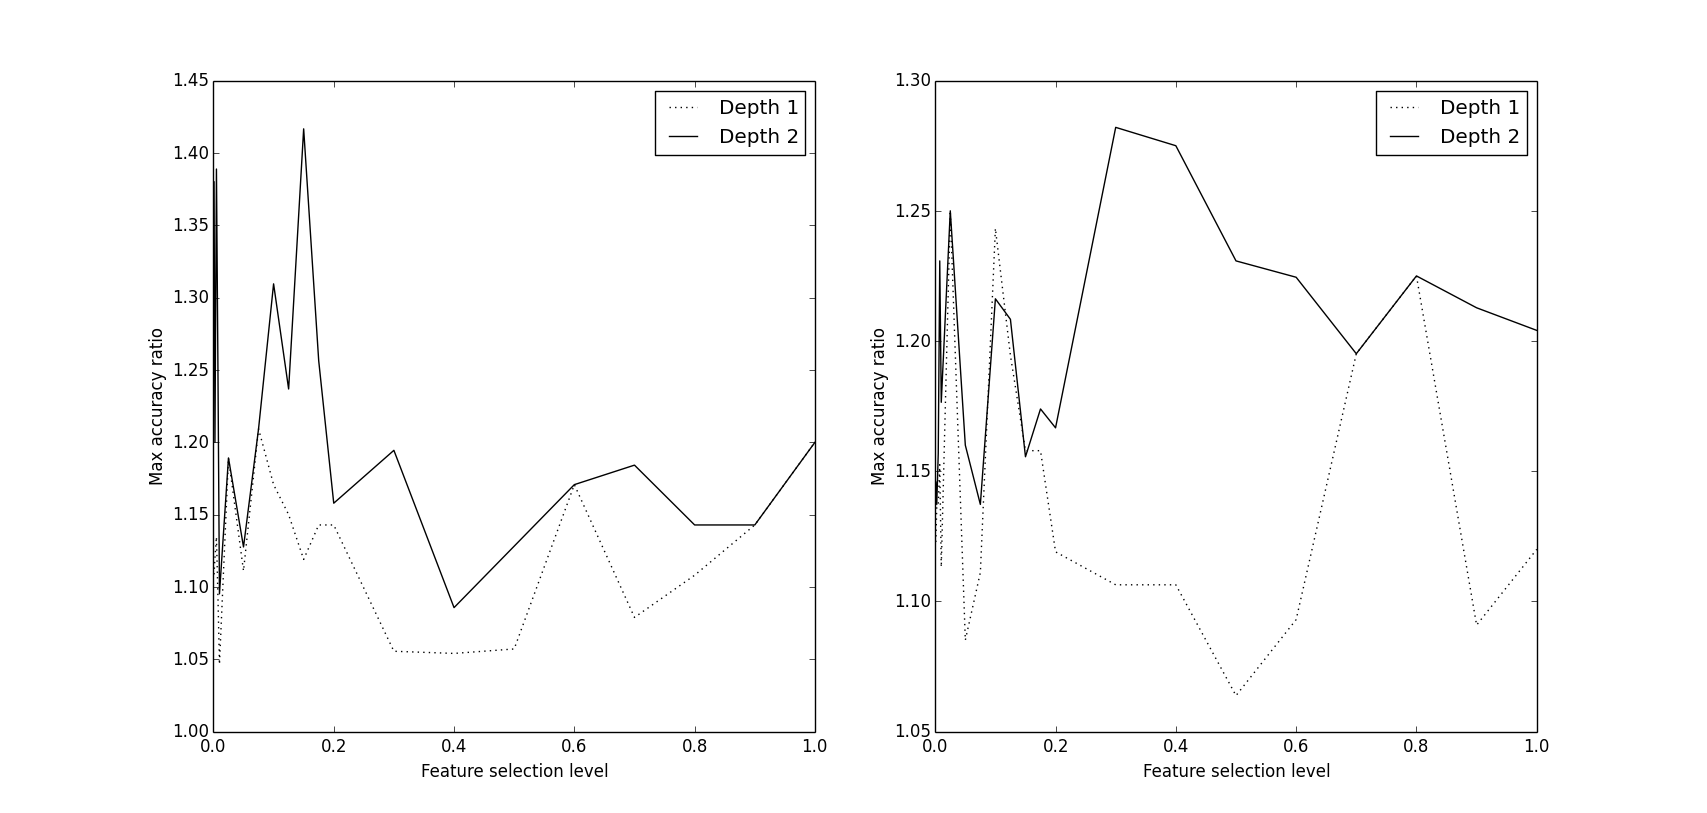 1.45
1.40
1.35
1.30
1.25
1.20
1.15
1.10
1.05
1.00
Max accuracy ratio
0.0 0.2 0.4 0.6 0.8 1.0
Feature selection level
Depth 1
Depth 2
1.30
1.25
1.20
1.15
1.10
1.05
Max accuracy ratio
0.0 0.2 0.4 0.6 0.8 1.0
Feature selection level
Depth 1
Depth 2